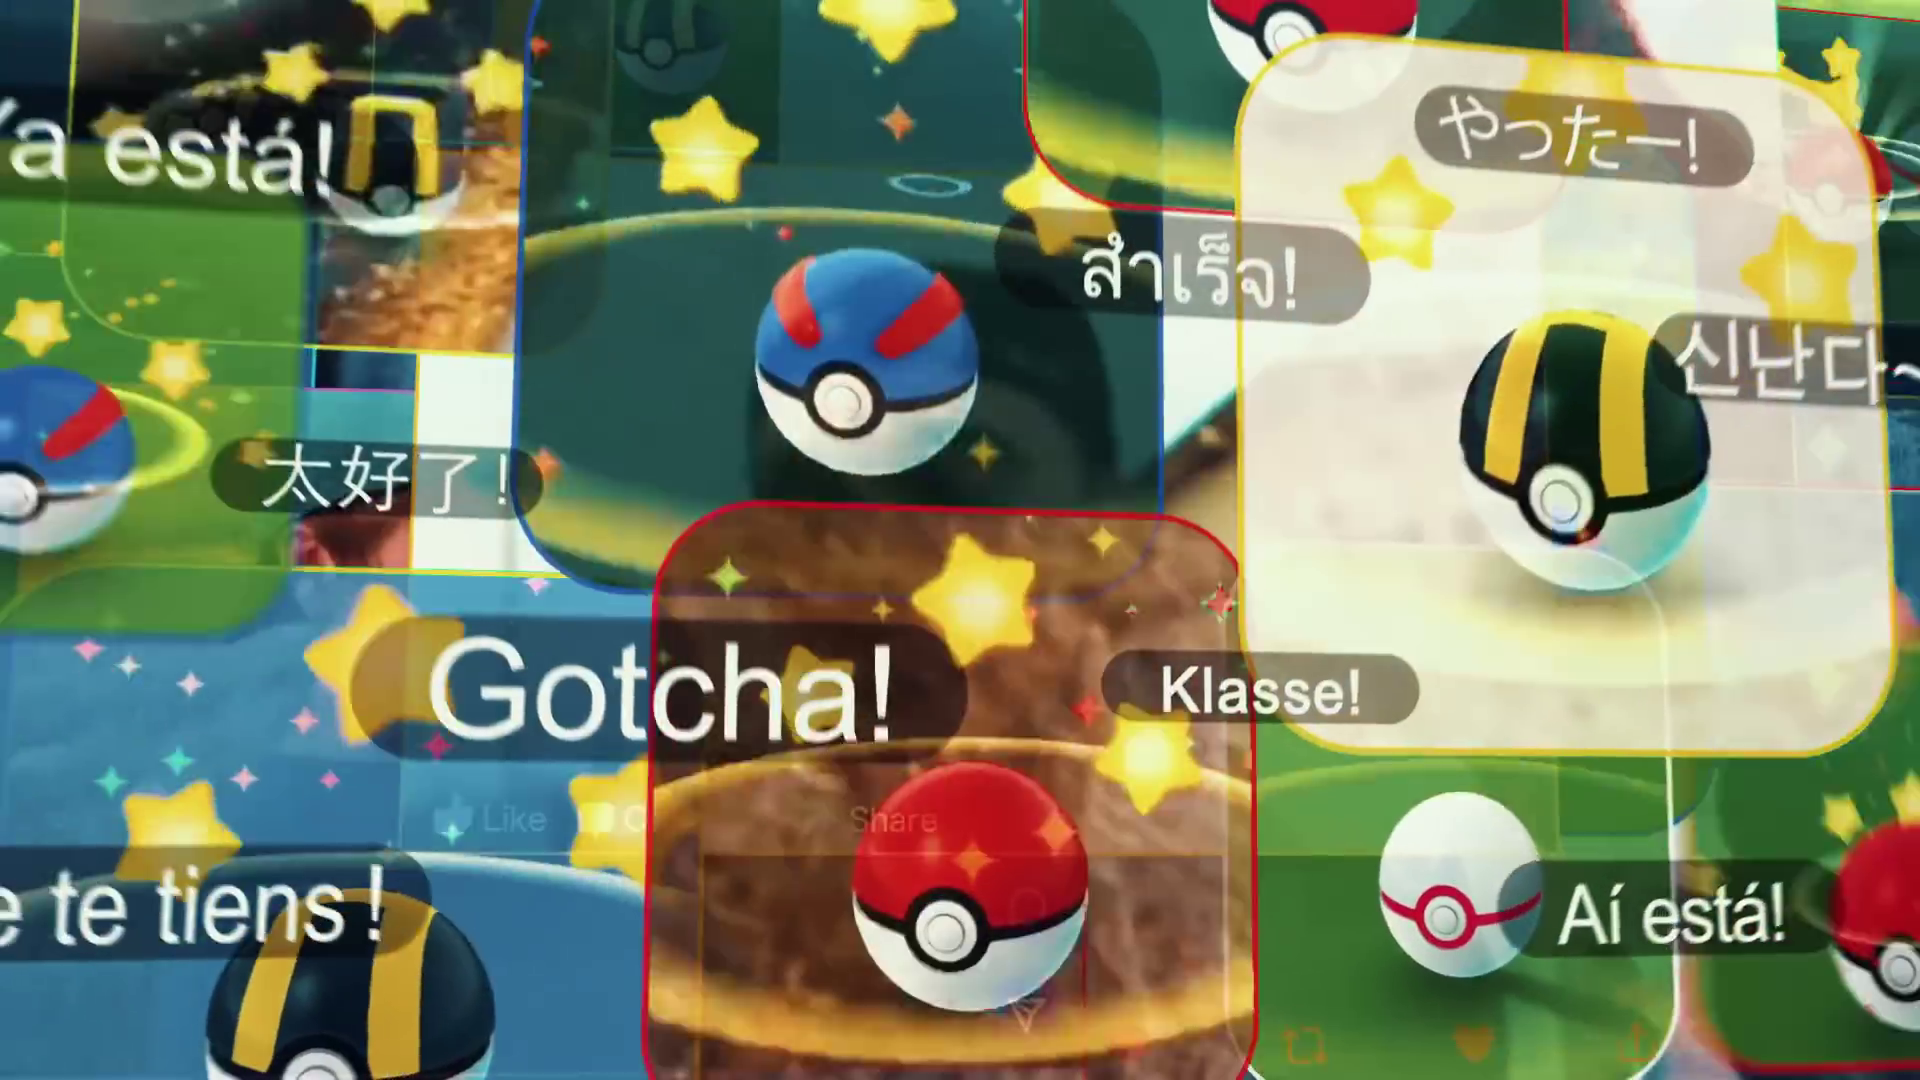 Ya está!
やったー!
สำเร็จ!
신난다~
太好了!
Gotcha!
Klasse!
Like
Share
e te tiens !
Aí está!